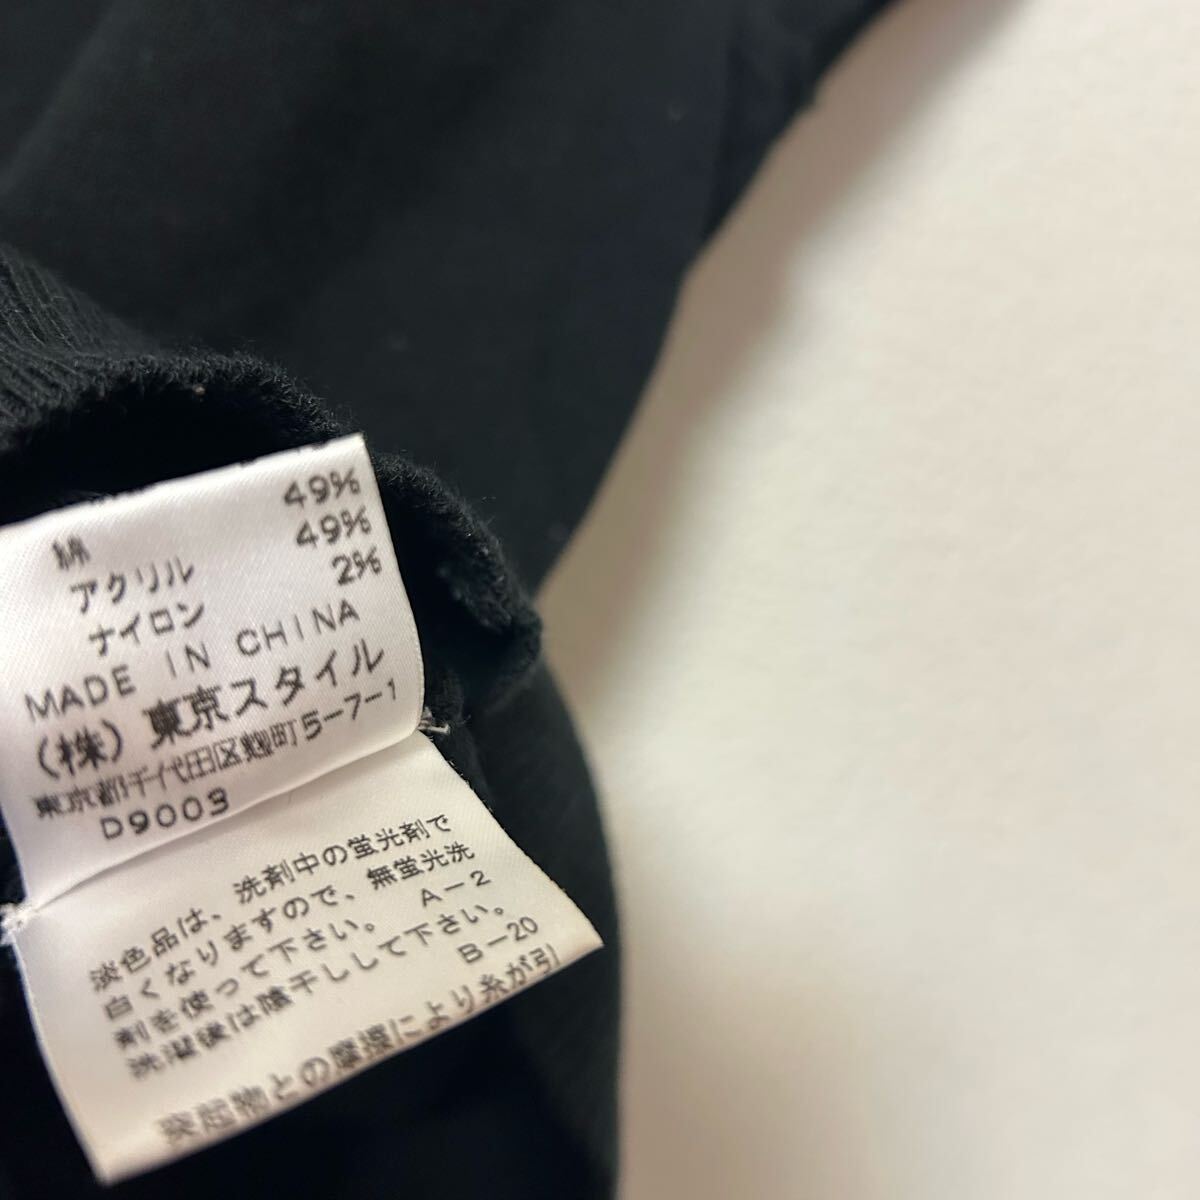 綿 49%
アクリル 49%
ナイロン 2%
MADE IN CHINA
(株)東京スタイル
東京都千代田区麹町5-7-1
D9003
淡色品は、洗剤中の蛍光剤で
白くなりますので、無蛍光洗
剤を使って下さい。 A-2
洗濯後は陰干しして下さい。
B-20
突起物との摩擦により糸が引